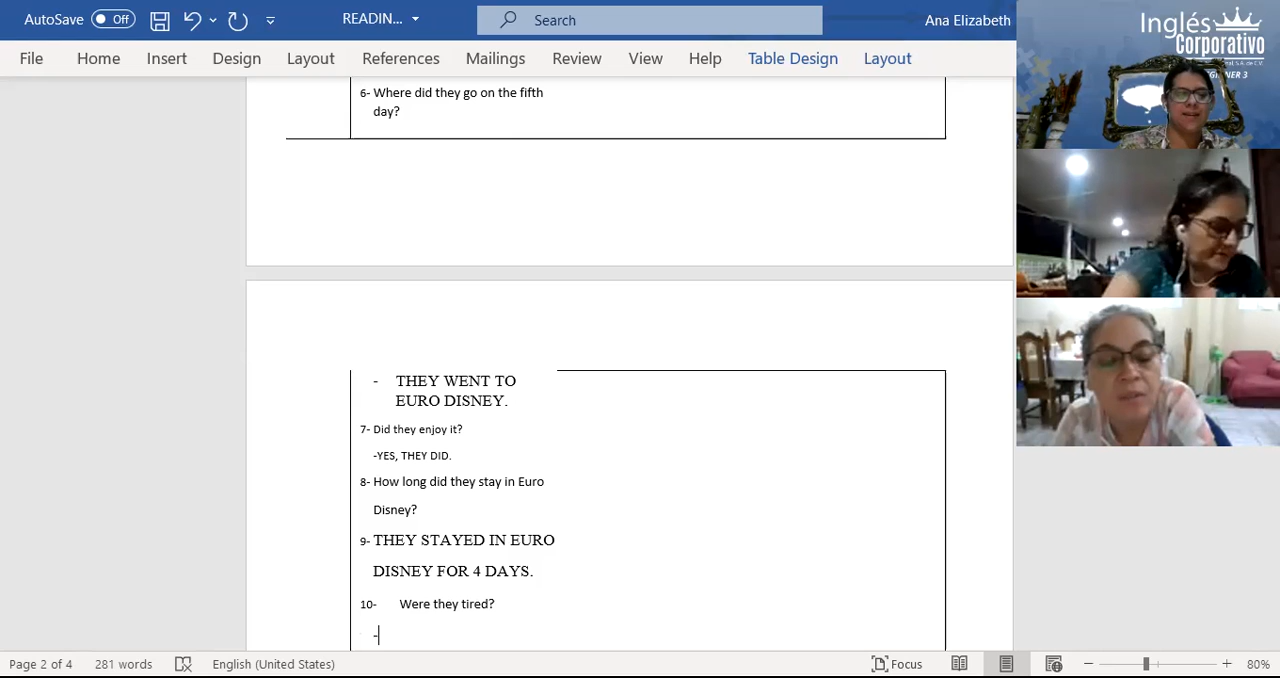 AutoSave Off READIN... Search Ana Elizabeth
File Home Insert Design Layout References Mailings Review View Help Table Design Layout
Inglés
Corporativo
6- Where did they go on the fifth
day?
- THEY WENT TO
EURO DISNEY.
7- Did they enjoy it?
-YES, THEY DID.
8- How long did they stay in Euro
Disney?
9- THEY STAYED IN EURO
DISNEY FOR 4 DAYS.
10- Were they tired?
-
Page 2 of 4 281 words English (United States) Focus 80%